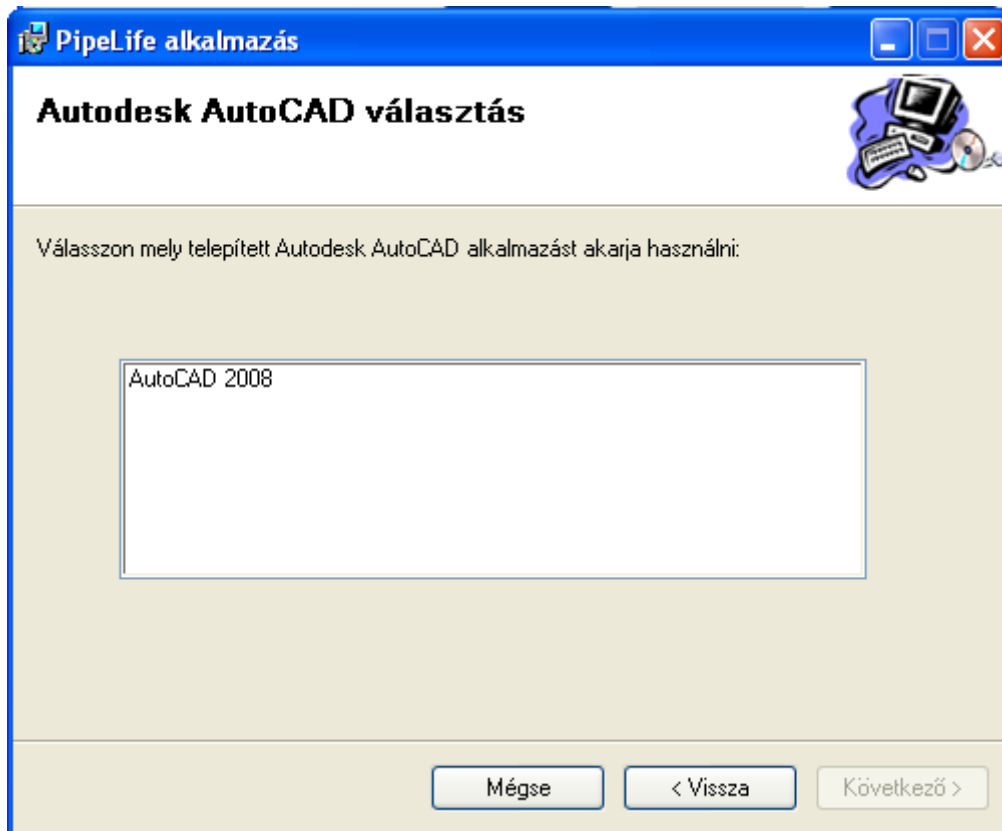 PipeLife alkalmazás
Autodesk AutoCAD választás
Válasszon mely telepített Autodesk AutoCAD alkalmazást akarja használni:
AutoCAD 2008
Mégse
< Vissza
Következő >